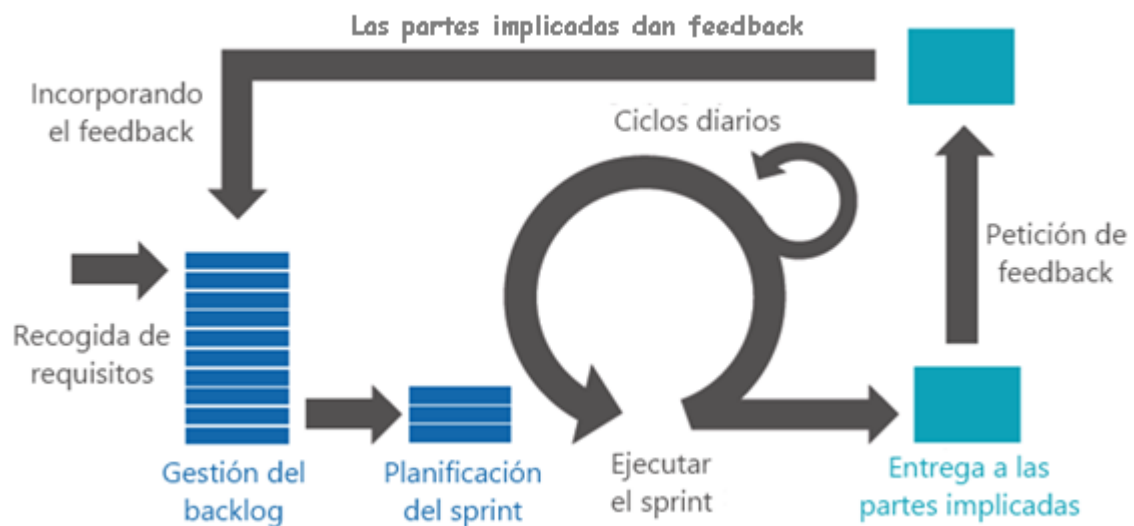 Las partes implicadas dan feedback
Incorporando
el feedback
Ciclos diarios
Petición de
feedback
Recogida de
requisitos
Gestión del
backlog
Planificación
del sprint
Ejecutar
el sprint
Entrega a las
partes implicadas